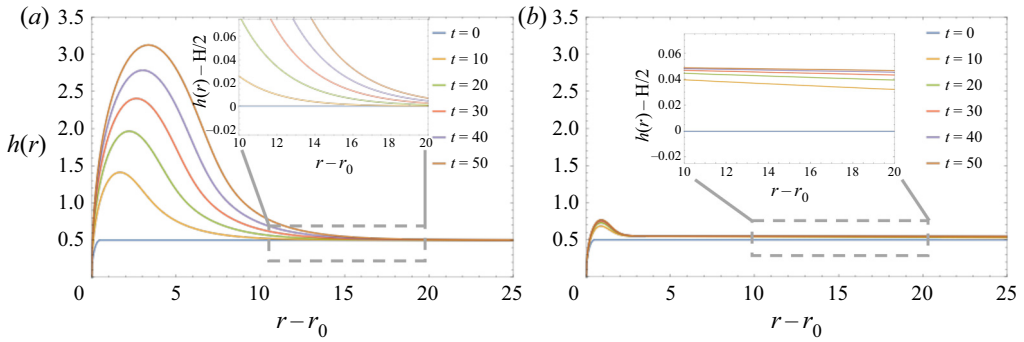 (a)
3.5
3.0
2.5
2.0
1.5
1.0
0.5
0
5
10
15
20
25
h(r)
r – r0
t = 0
t = 10
t = 20
t = 30
t = 40
t = 50
0.06
0.04
0.02
0
−0.02
10
12
14
16
18
20
h(r) – H/2
r – r0
(b)
3.5
3.0
2.5
2.0
1.5
1.0
0.5
0
5
10
15
20
25
r – r0
t = 0
t = 10
t = 20
t = 30
t = 40
t = 50
0.06
0.04
0.02
0
−0.02
10
12
14
16
18
20
h(r) – H/2
r – r0